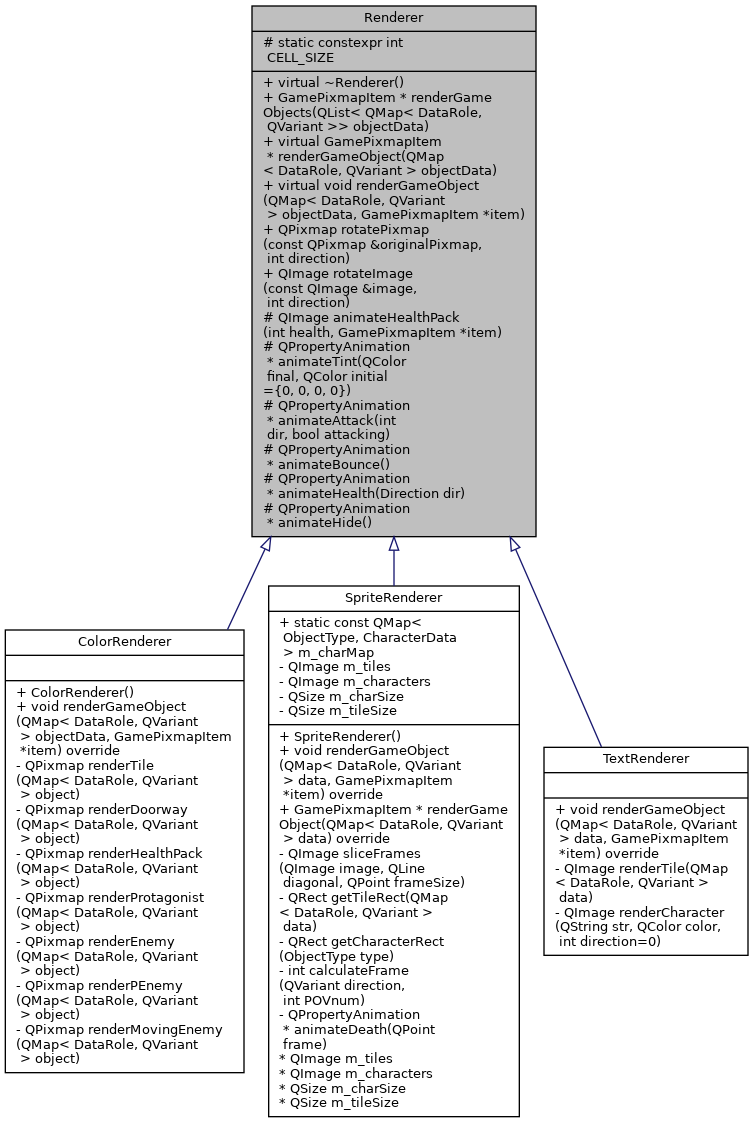 Renderer
# static constexpr int
CELL_SIZE
+ virtual ~Renderer()
+ GamePixmapItem * renderGame
Objects(QList< QMap< DataRole,
QVariant >> objectData)
+ virtual GamePixmapItem
* renderGameObject(QMap
< DataRole, QVariant > objectData)
+ virtual void renderGameObject
(QMap< DataRole, QVariant
> objectData, GamePixmapItem *item)
+ QPixmap rotatePixmap
(const QPixmap &originalPixmap,
int direction)
+ QImage rotateImage
(const QImage &image,
int direction)
# QImage animateHealthPack
(int health, GamePixmapItem *item)
# QPropertyAnimation
* animateTint(QColor
final, QColor initial
={0, 0, 0, 0})
# QPropertyAnimation
* animateAttack(int
dir, bool attacking)
# QPropertyAnimation
* animateBounce()
# QPropertyAnimation
* animateHealth(Direction dir)
# QPropertyAnimation
* animateHide()
ColorRenderer
+ ColorRenderer()
+ void renderGameObject
(QMap< DataRole, QVariant
> objectData, GamePixmapItem
*item) override
- QPixmap renderTile
(QMap< DataRole, QVariant
> object)
- QPixmap renderDoorway
(QMap< DataRole, QVariant
> object)
- QPixmap renderHealthPack
(QMap< DataRole, QVariant
> object)
- QPixmap renderProtagonist
(QMap< DataRole, QVariant
> object)
- QPixmap renderEnemy
(QMap< DataRole, QVariant
> object)
- QPixmap renderPEnemy
(QMap< DataRole, QVariant
> object)
- QPixmap renderMovingEnemy
(QMap< DataRole, QVariant
> object)
SpriteRenderer
+ static const QMap<
ObjectType, CharacterData
> m_charMap
- QImage m_tiles
- QImage m_characters
- QSize m_charSize
- QSize m_tileSize
+ SpriteRenderer()
+ void renderGameObject
(QMap< DataRole, QVariant
> data, GamePixmapItem
*item) override
+ GamePixmapItem * renderGame
Object(QMap< DataRole, QVariant
> data) override
- QImage sliceFrames
(QImage image, QLine
diagonal, QPoint frameSize)
- QRect getTileRect(QMap
< DataRole, QVariant >
data)
- QRect getCharacterRect
(ObjectType type)
- int calculateFrame
(QVariant direction,
int POVnum)
- QPropertyAnimation
* animateDeath(QPoint
frame)
* QImage m_tiles
* QImage m_characters
* QSize m_charSize
* QSize m_tileSize
TextRenderer
+ void renderGameObject
(QMap< DataRole, QVariant
> data, GamePixmapItem
*item) override
- QImage renderTile(QMap
< DataRole, QVariant >
data)
- QImage renderCharacter
(QString str, QColor color,
int direction=0)